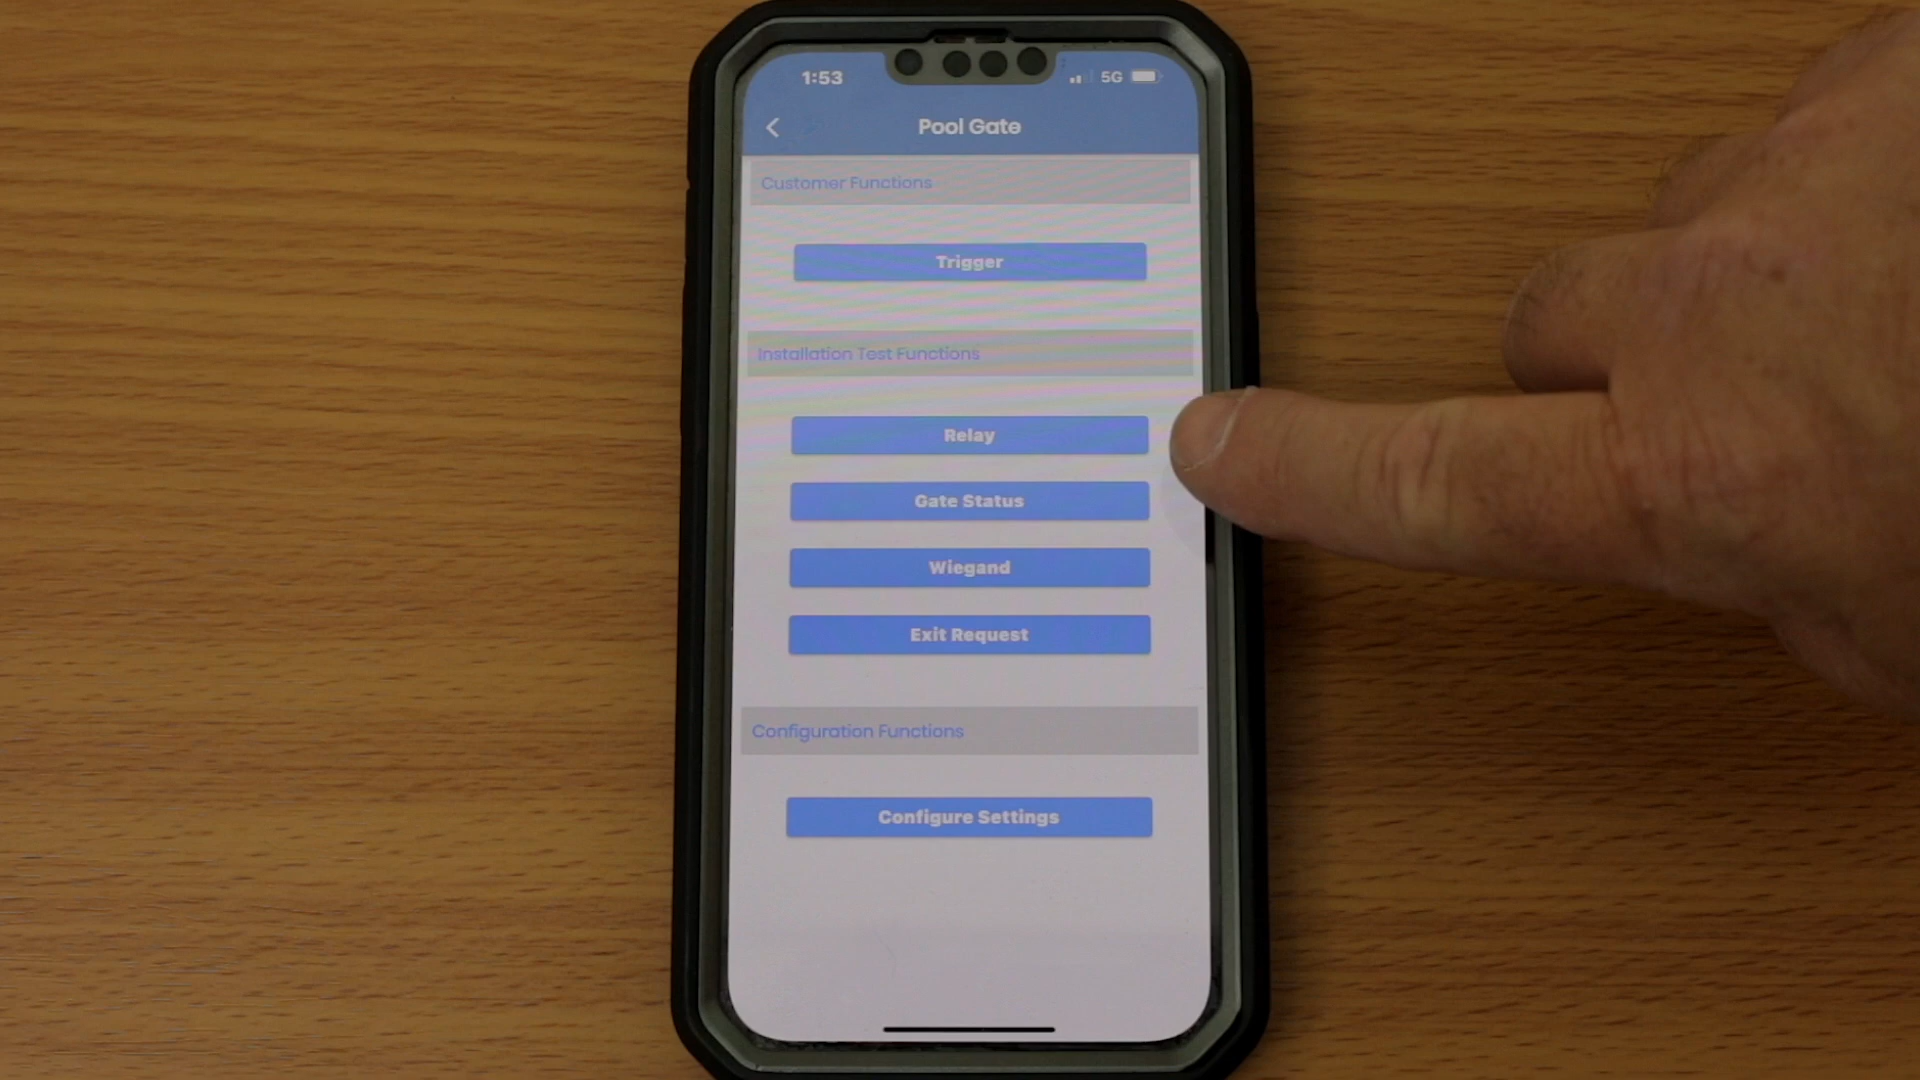 1:53
5G
Pool Gate
Customer Functions
Trigger
Installation Test Functions
Relay
Gate Status
Wiegand
Exit Request
Configuration Functions
Configure Settings